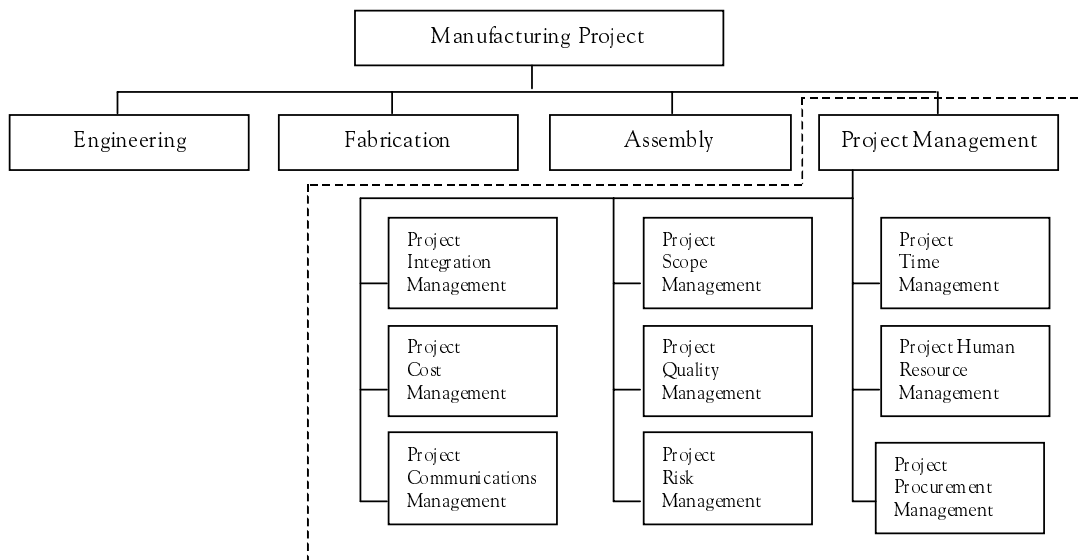 Manufacturing Project
Engineering
Fabrication
Assembly
Project Management
Project
Integration
Management
Project
Scope
Management
Project
Time
Management
Project
Cost
Management
Project
Quality
Management
Project Human
Resource
Management
Project
Communications
Management
Project
Risk
Management
Project
Procurement
Management